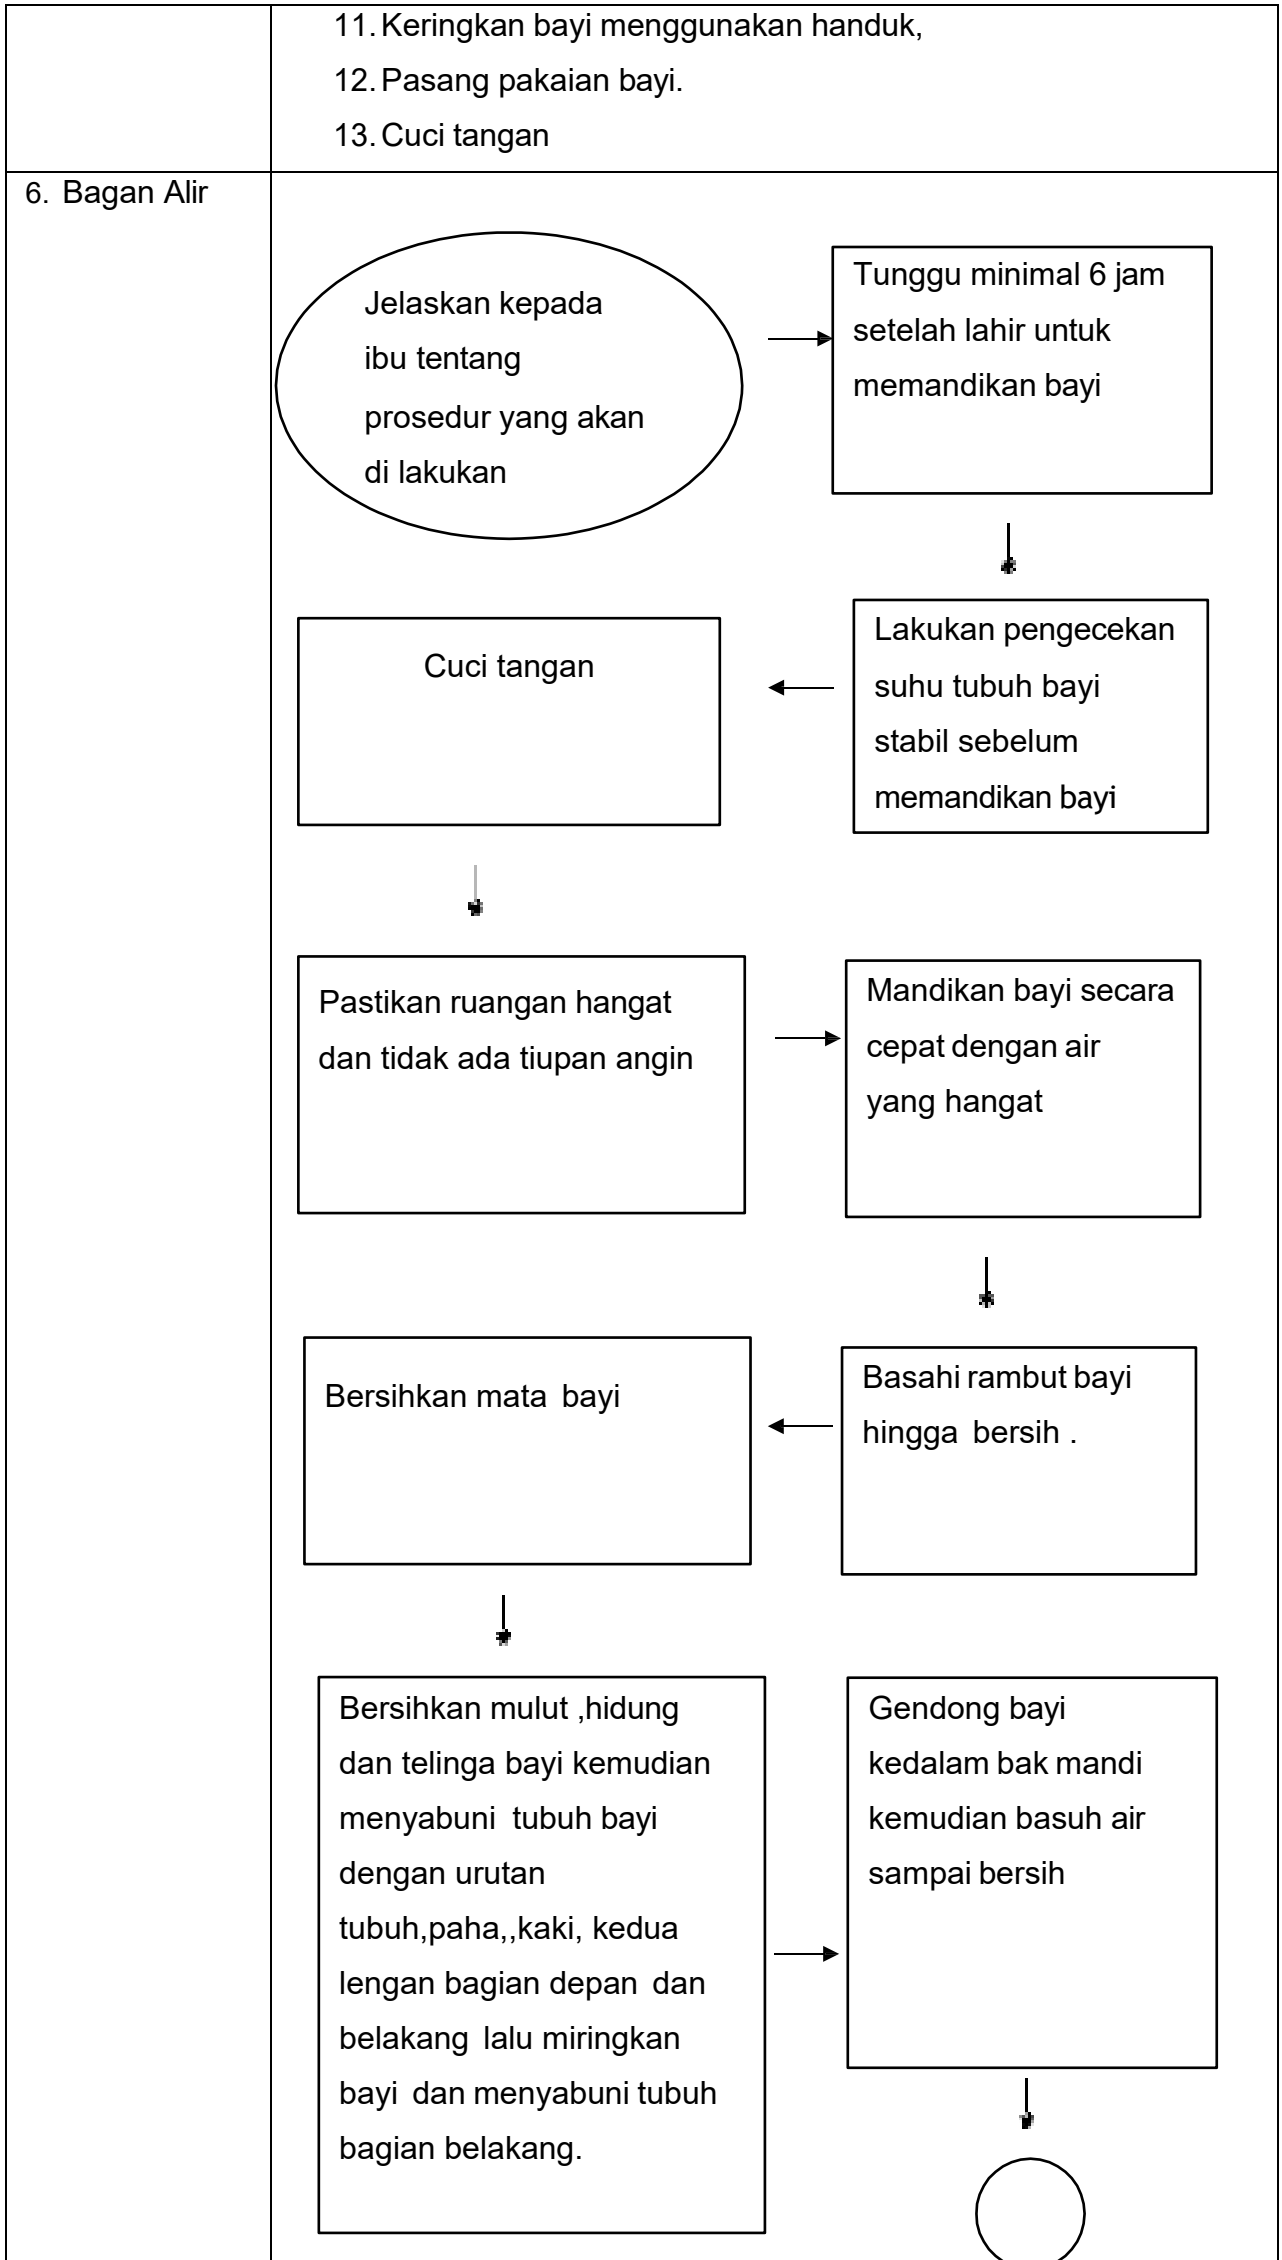 11. Keringkan bayi menggunakan handuk,
12. Pasang pakaian bayi.
13. Cuci tangan
6. Bagan Alir
Jelaskan kepada
ibu tentang
prosedur yang akan
di lakukan
Tunggu minimal 6 jam
setelah lahir untuk
memandikan bayi
Lakukan pengecekan
suhu tubuh bayi
stabil sebelum
memandikan bayi
Cuci tangan
Pastikan ruangan hangat
dan tidak ada tiupan angin
Mandikan bayi secara
cepat dengan air
yang hangat
Basahi rambut bayi
hingga bersih .
Bersihkan mata bayi
Bersihkan mulut ,hidung
dan telinga bayi kemudian
menyabuni tubuh bayi
dengan urutan
tubuh,paha,,kaki, kedua
lengan bagian depan dan
belakang lalu miringkan
bayi dan menyabuni tubuh
bagian belakang.
Gendong bayi
kedalam bak mandi
kemudian basuh air
sampai bersih